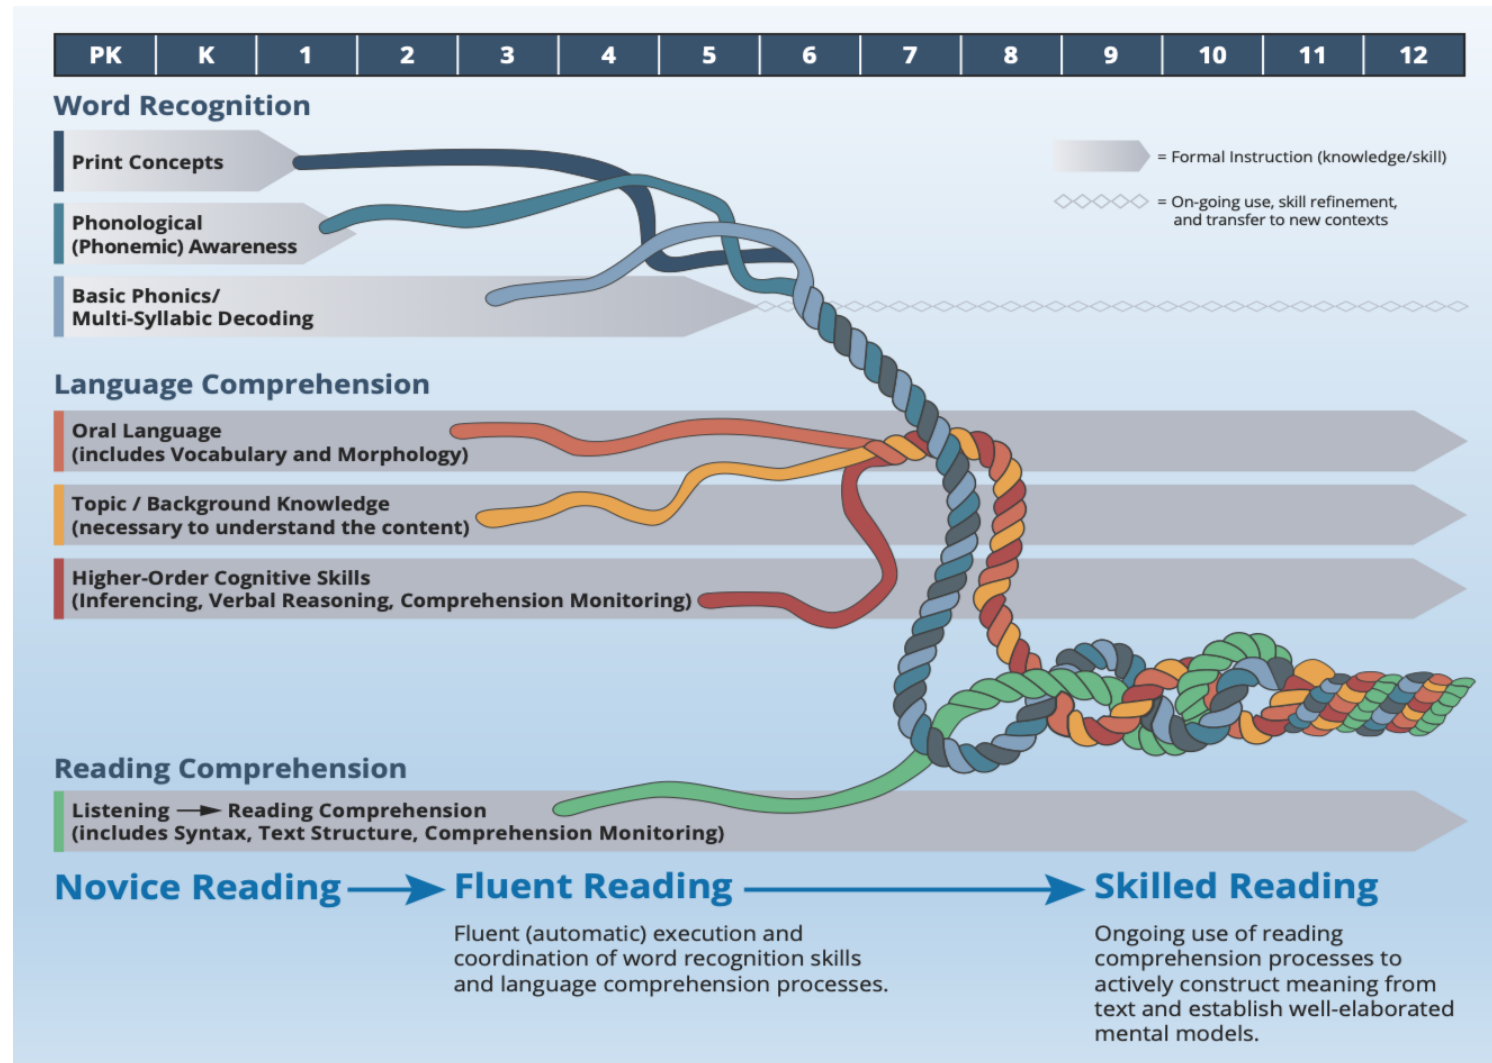 PK K 1 2 3 4 5 6 7 8 9 10 11 12
Word Recognition
Print Concepts
= Formal Instruction (knowledge/skill)
= On-going use, skill refinement,
and transfer to new contexts
Phonological
(Phonemic) Awareness
Basic Phonics/
Multi-Syllabic Decoding
Language Comprehension
Oral Language
(includes Vocabulary and Morphology)
Topic / Background Knowledge
(necessary to understand the content)
Higher-Order Cognitive Skills
(Inferencing, Verbal Reasoning, Comprehension Monitoring)
Reading Comprehension
Listening → Reading Comprehension
(includes Syntax, Text Structure, Comprehension Monitoring)
Novice Reading → Fluent Reading → Skilled Reading
Fluent (automatic) execution and
coordination of word recognition skills
and language comprehension processes.
Ongoing use of reading
comprehension processes to
actively construct meaning from
text and establish well-elaborated
mental models.